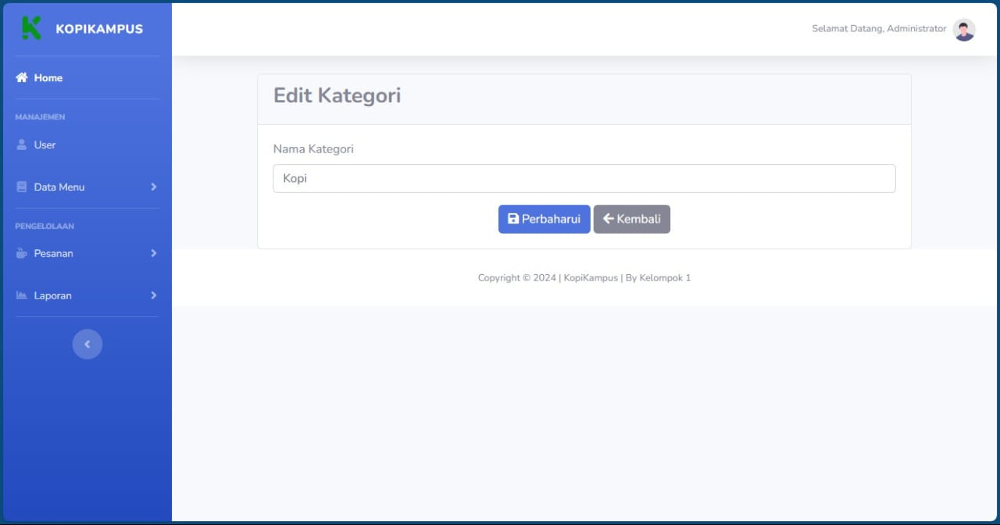 KOPIKAMPUS
Selamat Datang, Administrator
Home
MANAJEMEN
User
Data Menu
PENGELOLAAN
Pesanan
Laporan
Edit Kategori
Nama Kategori
Kopi
Perbaharui
Kembali
Copyright © 2024 | KopiKampus | By Kelompok 1